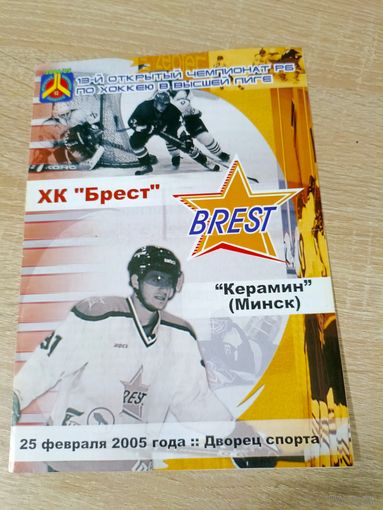 13-Й ОТКРЫТЫЙ ЧЕМПИОНАТ РБ
ПО ХОККЕЮ В ВЫСШЕЙ ЛИГЕ
ХК "Брест"
BREST
"Керамин"
(Минск)
31
BREST
25 февраля 2005 года :: Дворец спорта